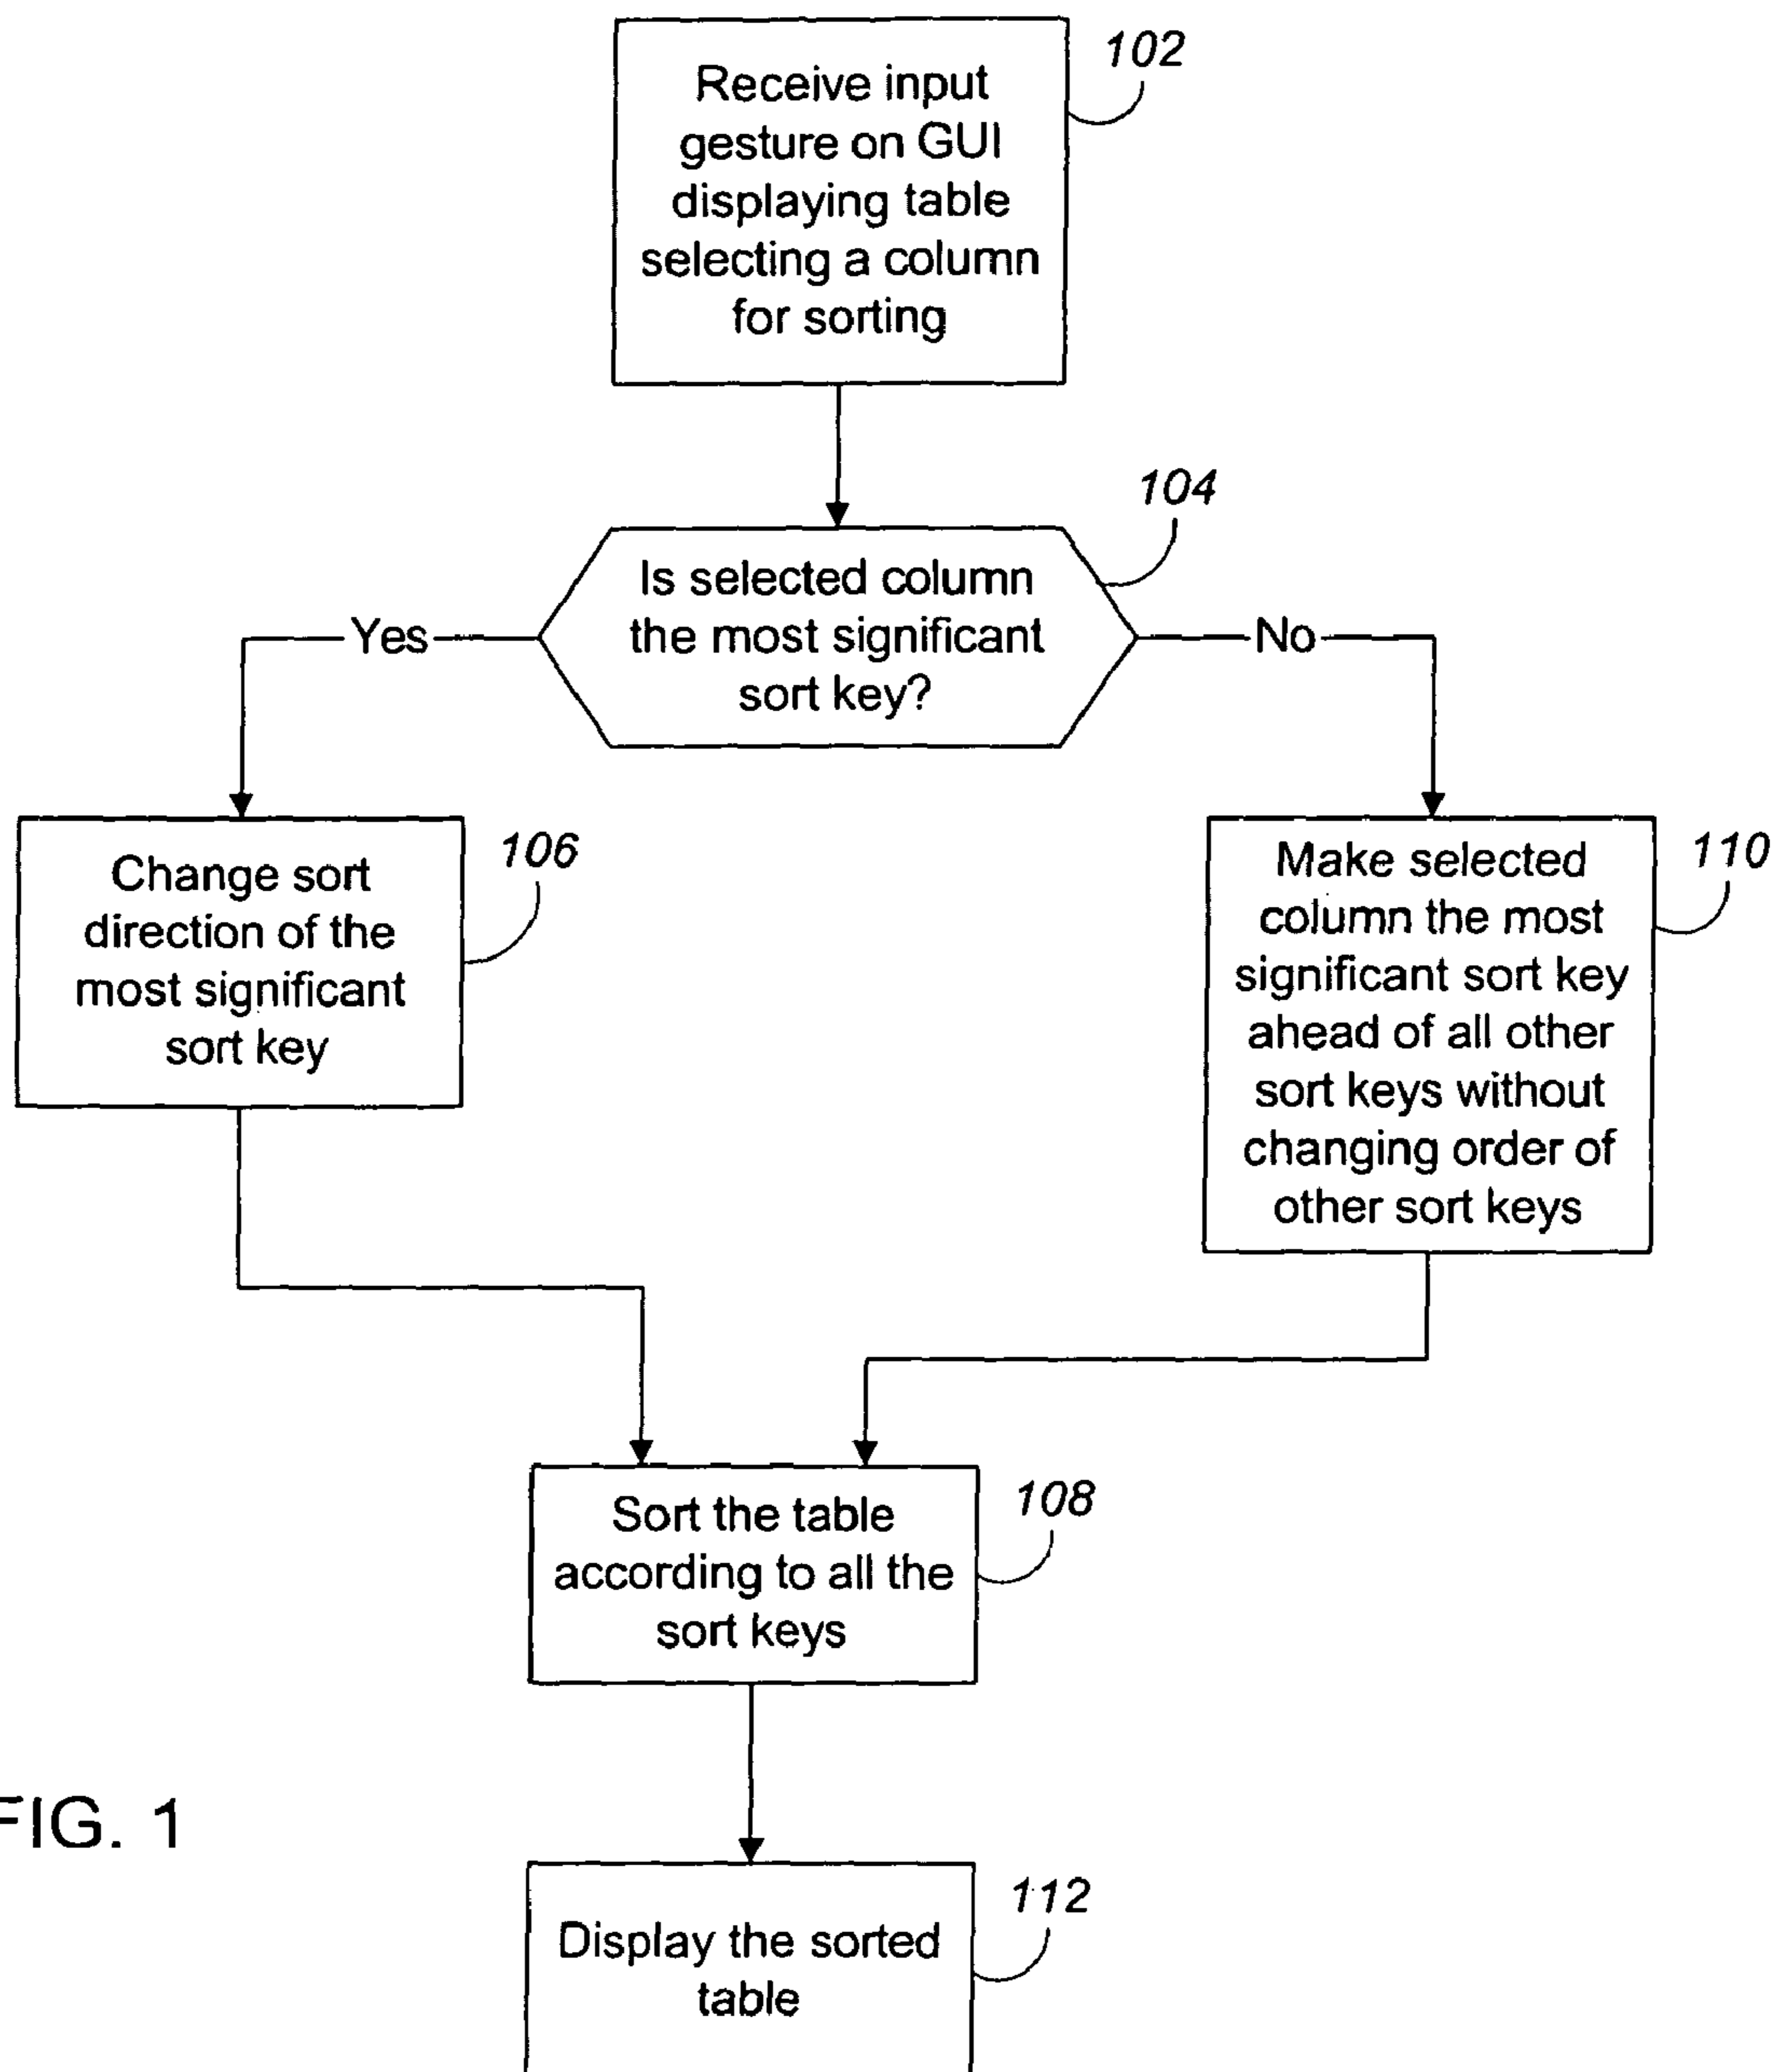 Receive input
gesture on GUI
displaying table
selecting a column
for sorting
102
Is selected column
the most significant
sort key?
104
Yes
No
Change sort
direction of the
most significant
sort key
106
Make selected
column the most
significant sort key
ahead of all other
sort keys without
changing order of
other sort keys
110
Sort the table
according to all the
sort keys
108
FIG. 1
Display the sorted
table
112